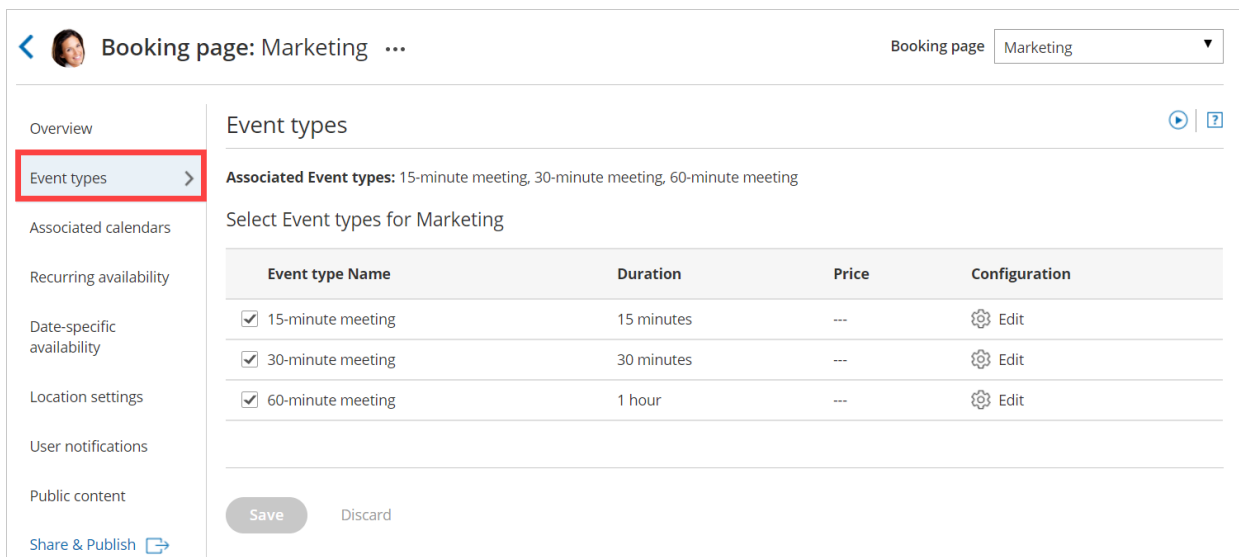 Booking page: Marketing ...
Booking page Marketing
Overview
Event types
Associated calendars
Recurring availability
Date-specific
availability
Location settings
User notifications
Public content
Share & Publish
Event types
?
Associated Event types: 15-minute meeting, 30-minute meeting, 60-minute meeting
Select Event types for Marketing
Event type Name Duration Price Configuration
15-minute meeting 15 minutes --- Edit
30-minute meeting 30 minutes --- Edit
60-minute meeting 1 hour --- Edit
Save Discard